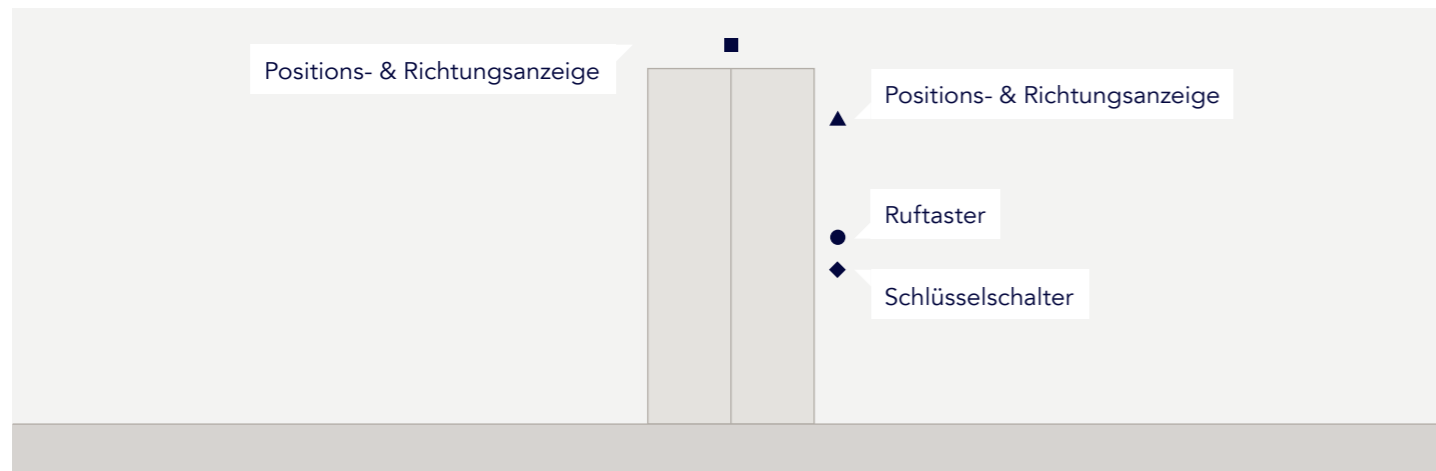 Positions- & Richtungsanzeige
Positions- & Richtungsanzeige
Ruftaster
Schlüsselschalter